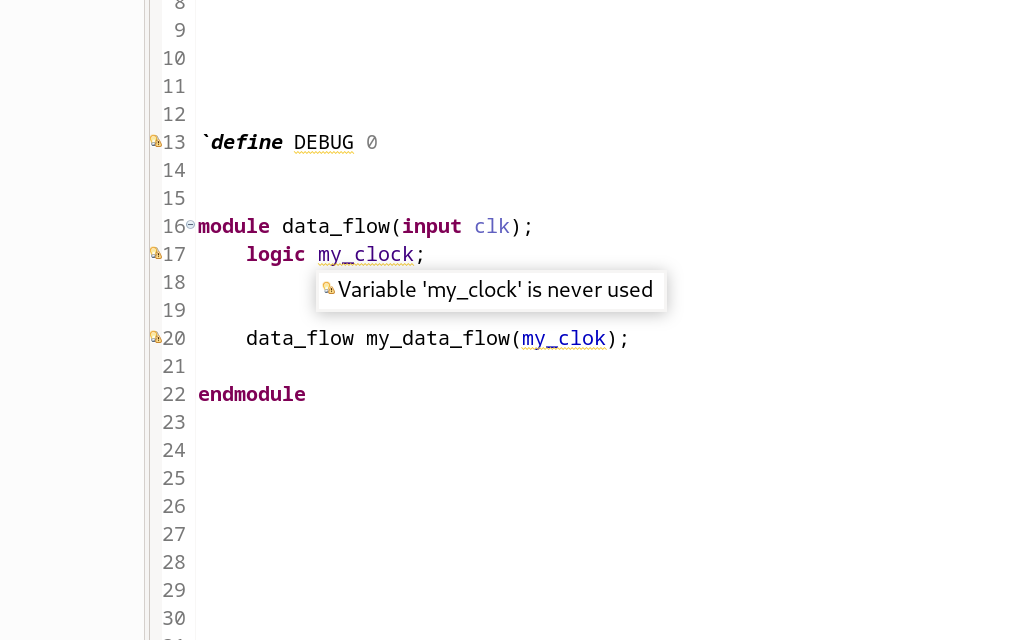 8
9
10
11
12
13 `define DEBUG 0
14
15
16 module data_flow(input clk);
17 logic my_clock;
18 Variable 'my_clock' is never used
19
20 data_flow my_data_flow(my_clok);
21
22 endmodule
23
24
25
26
27
28
29
30